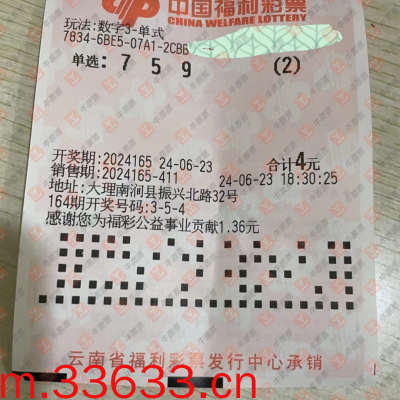 中国福利彩票
CHINA WELFARE LOTTERY
玩法:数字3-单式
7834-6BE5-07A1-2CBB
单选: 7 5 9 (2)
开奖期:2024165 24-06-23 合计4元
销售期:2024165-411 24-06-23 18:30:25
地址:大理南涧县振兴北路32号
164期开奖号码:3-5-4
感谢您为福彩公益事业贡献1.36元
云南省福利彩票发行中心承销
m.33633.cn